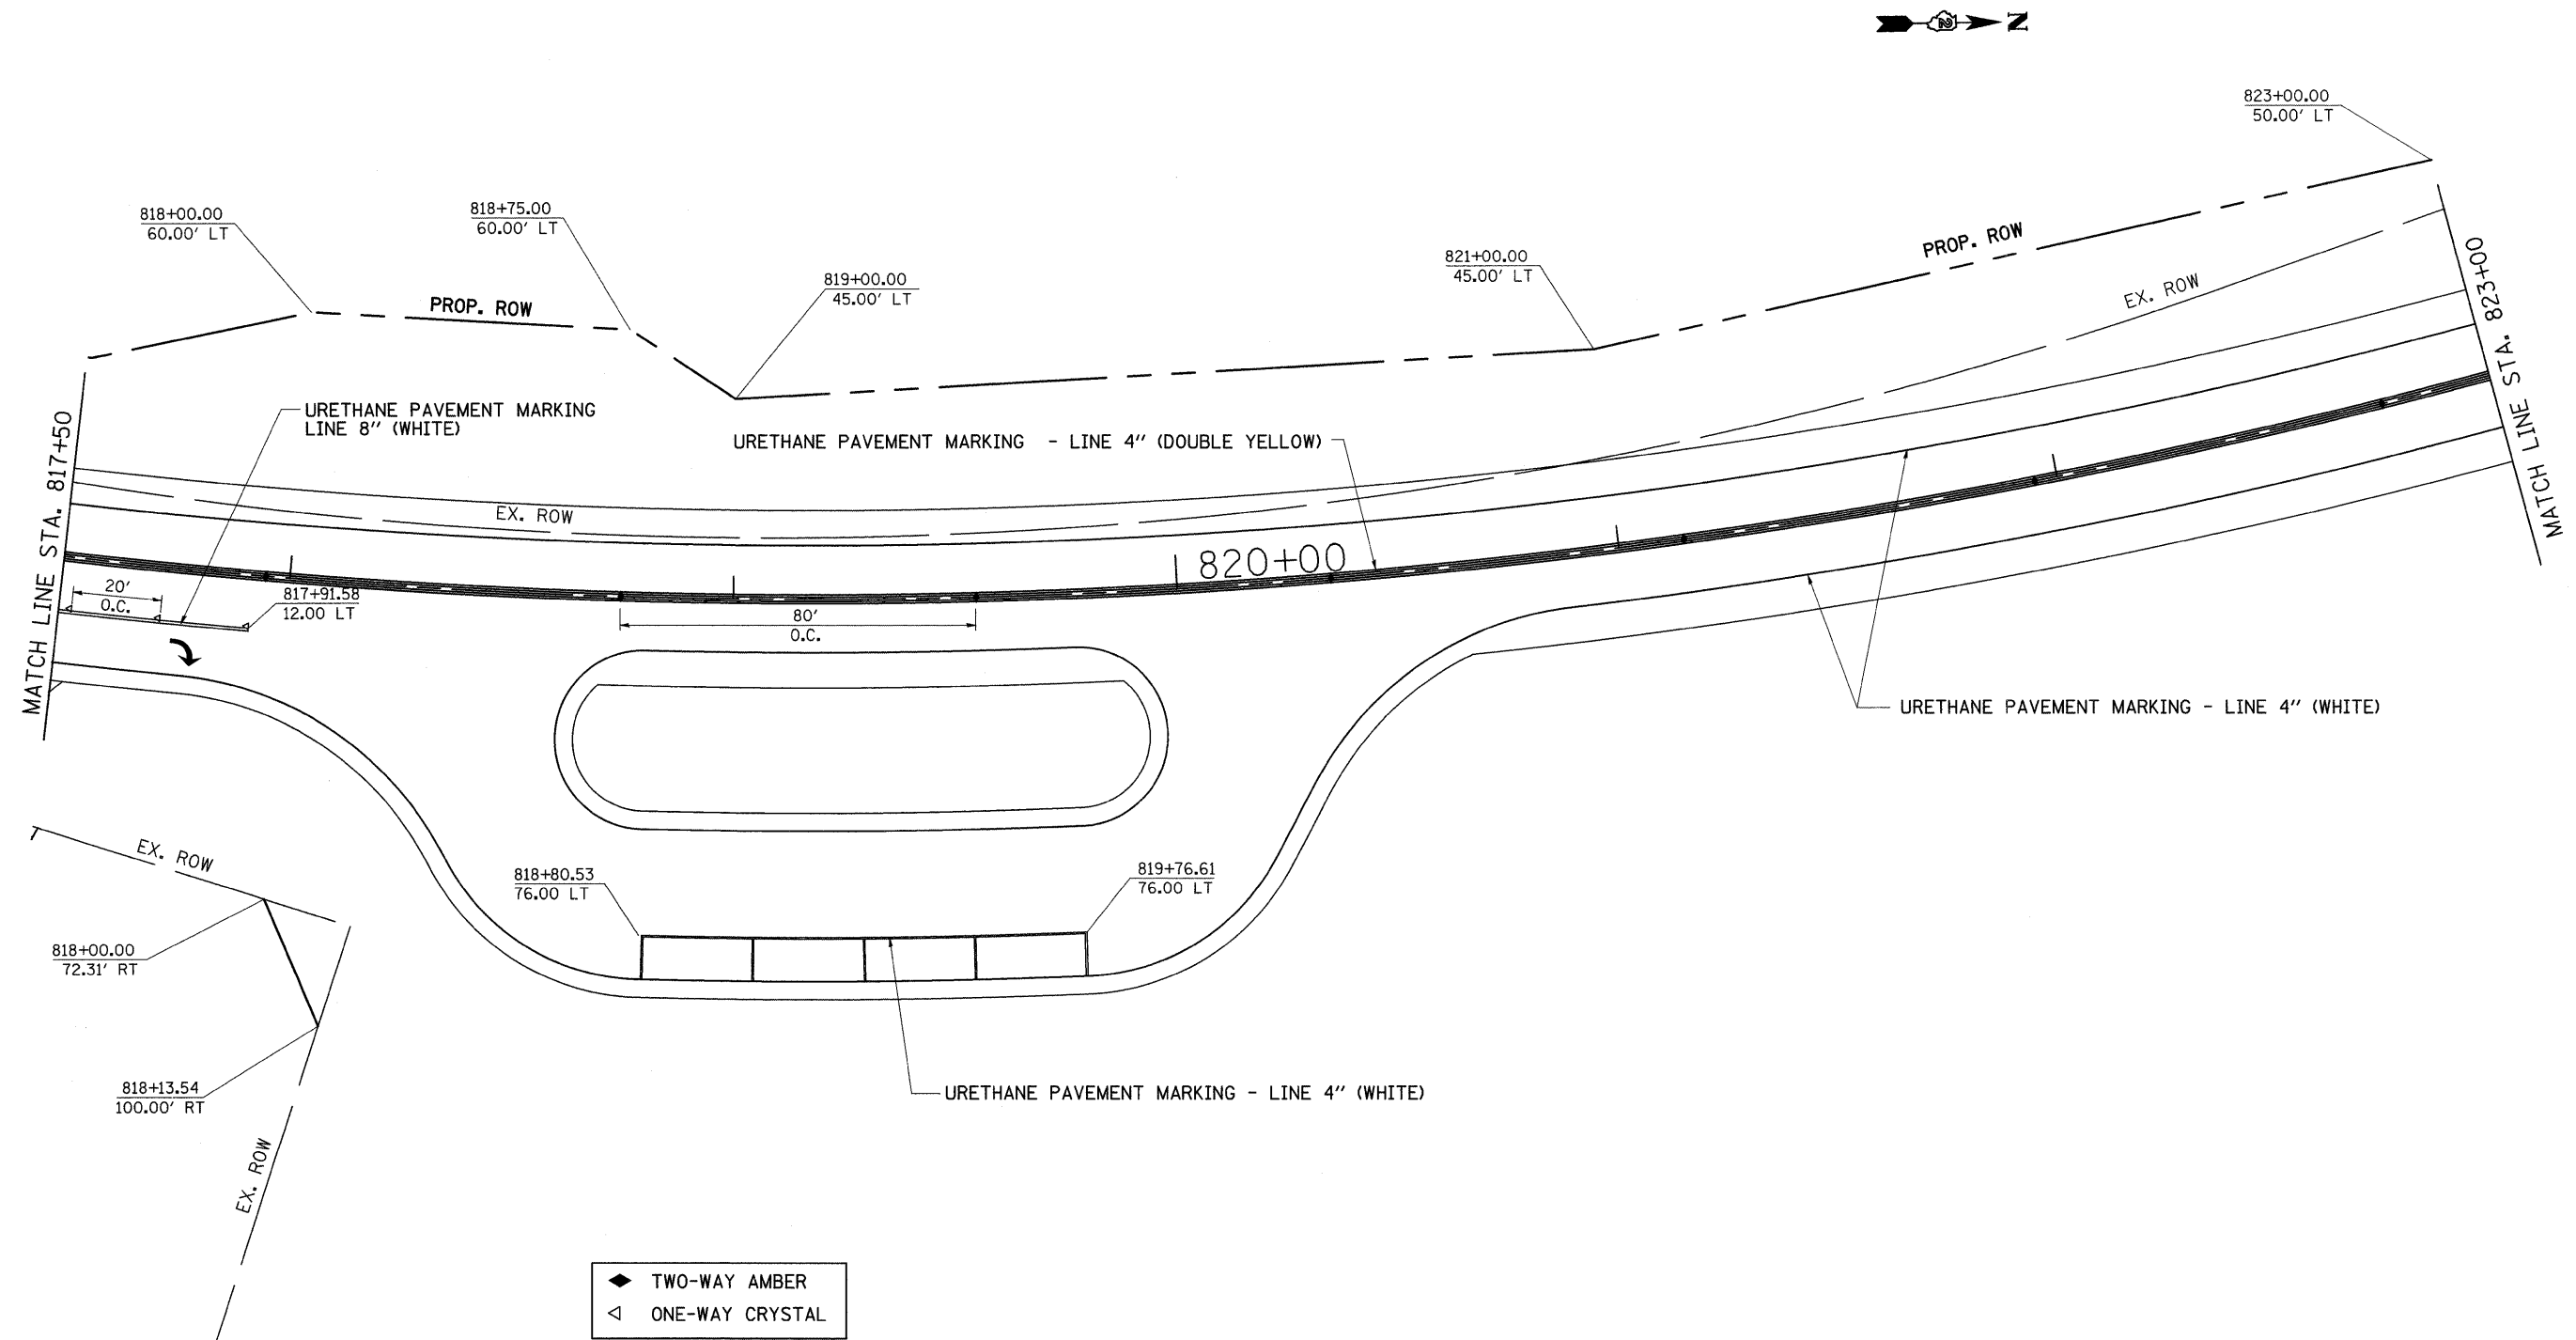 N
823+00.00
50.00' LT
818+00.00
60.00' LT
818+75.00
60.00' LT
819+00.00
45.00' LT
821+00.00
45.00' LT
PROP. ROW
PROP. ROW
EX. ROW
MATCH LINE STA. 823+00
MATCH LINE STA. 817+50
URETHANE PAVEMENT MARKING
LINE 8" (WHITE)
URETHANE PAVEMENT MARKING - LINE 4" (DOUBLE YELLOW)
EX. ROW
820+00
20'
O.C.
817+91.58
12.00 LT
80'
O.C.
URETHANE PAVEMENT MARKING - LINE 4" (WHITE)
EX. ROW
818+80.53
76.00 LT
819+76.61
76.00 LT
818+00.00
72.31' RT
818+13.54
100.00' RT
URETHANE PAVEMENT MARKING - LINE 4" (WHITE)
EX. ROW
TWO-WAY AMBER
ONE-WAY CRYSTAL